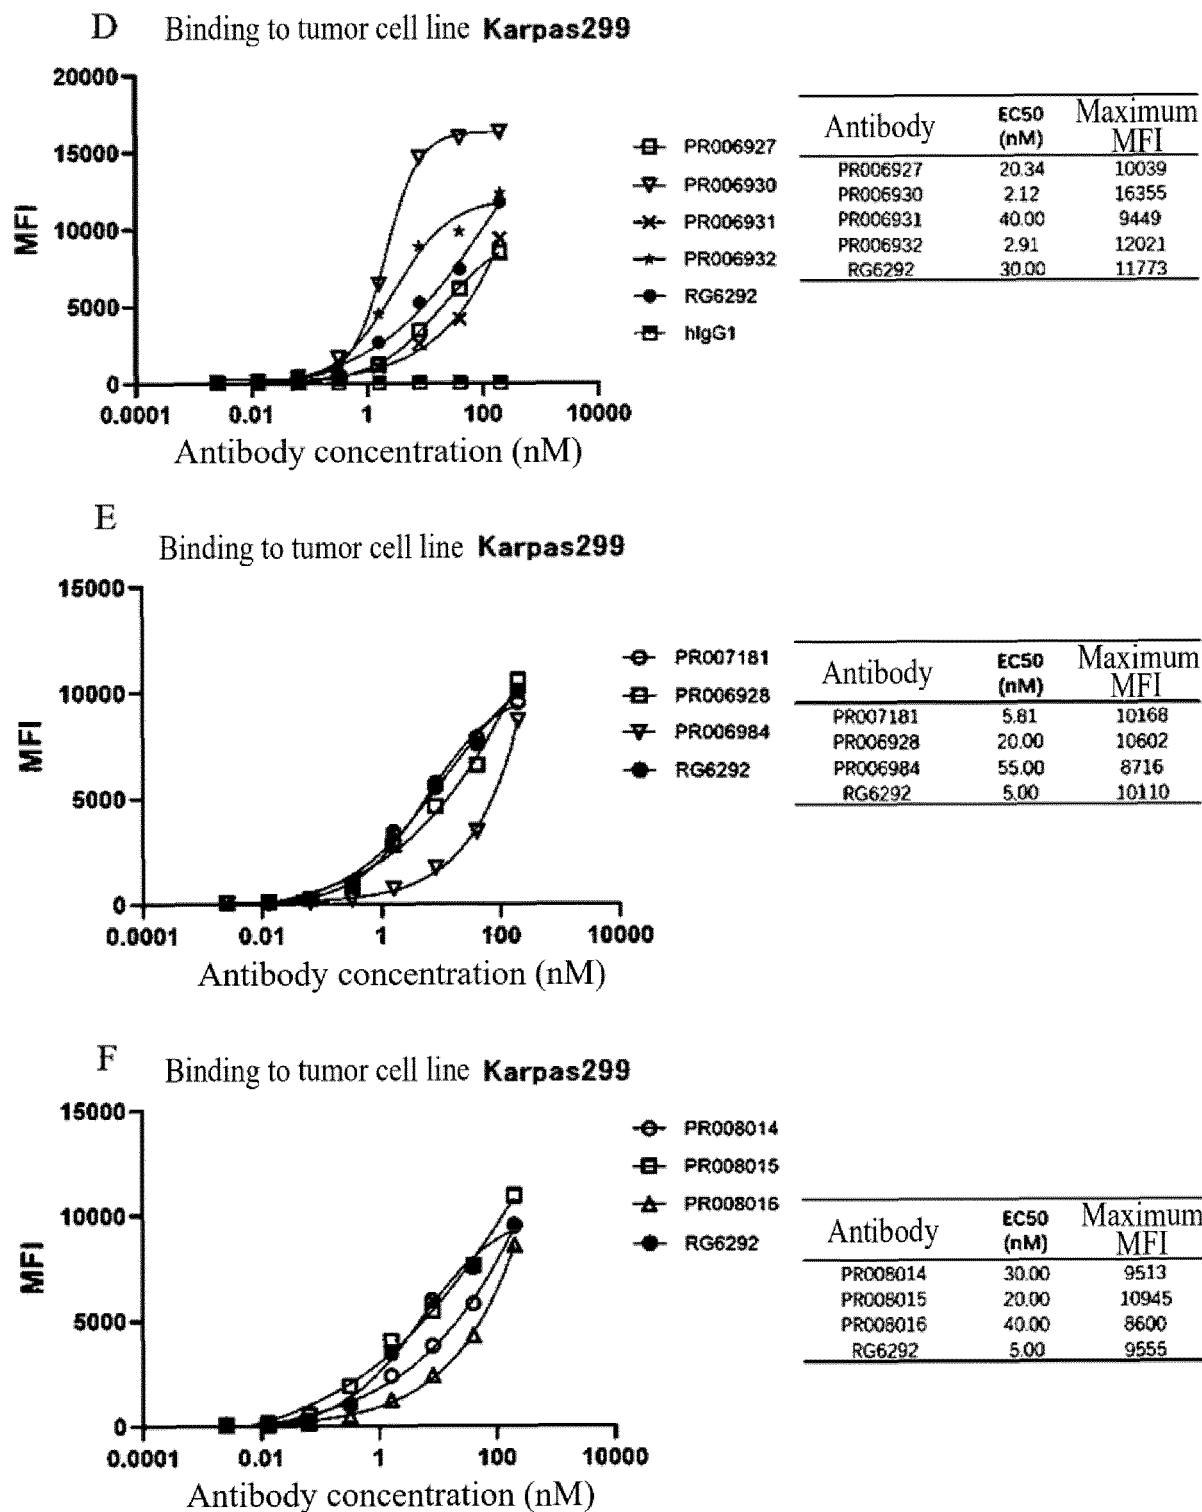 D Binding to tumor cell line Karpas299
20000
15000
10000
5000
0
MFI
0.0001 0.01 1 100 10000
Antibody concentration (nM)
PR006927
PR006930
PR006931
PR006932
RG6292
hIgG1
Antibody EC50 (nM) Maximum MFI
PR006927 20.34 10039
PR006930 2.12 16355
PR006931 40.00 9449
PR006932 2.91 12021
RG6292 30.00 11773
E
Binding to tumor cell line Karpas299
15000
10000
5000
0
MFI
0.0001 0.01 1 100 10000
Antibody concentration (nM)
PR007181
PR006928
PR006984
RG6292
Antibody EC50 (nM) Maximum MFI
PR007181 5.81 10168
PR006928 20.00 10602
PR006984 55.00 8716
RG6292 5.00 10110
F Binding to tumor cell line Karpas299
15000
10000
5000
0
MFI
0.0001 0.01 1 100 10000
Antibody concentration (nM)
PR008014
PR008015
PR008016
RG6292
Antibody EC50 (nM) Maximum MFI
PR008014 30.00 9513
PR008015 20.00 10945
PR008016 40.00 8600
RG6292 5.00 9555